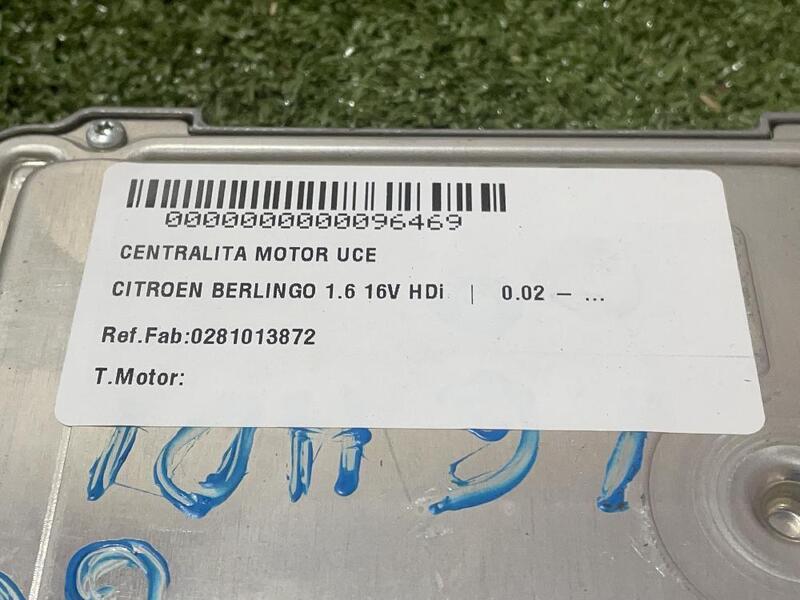 0000000000096469
CENTRALITA MOTOR UCE
CITROEN BERLINGO 1.6 16V HDi | 0.02 – ...
Ref.Fab:0281013872
T.Motor: